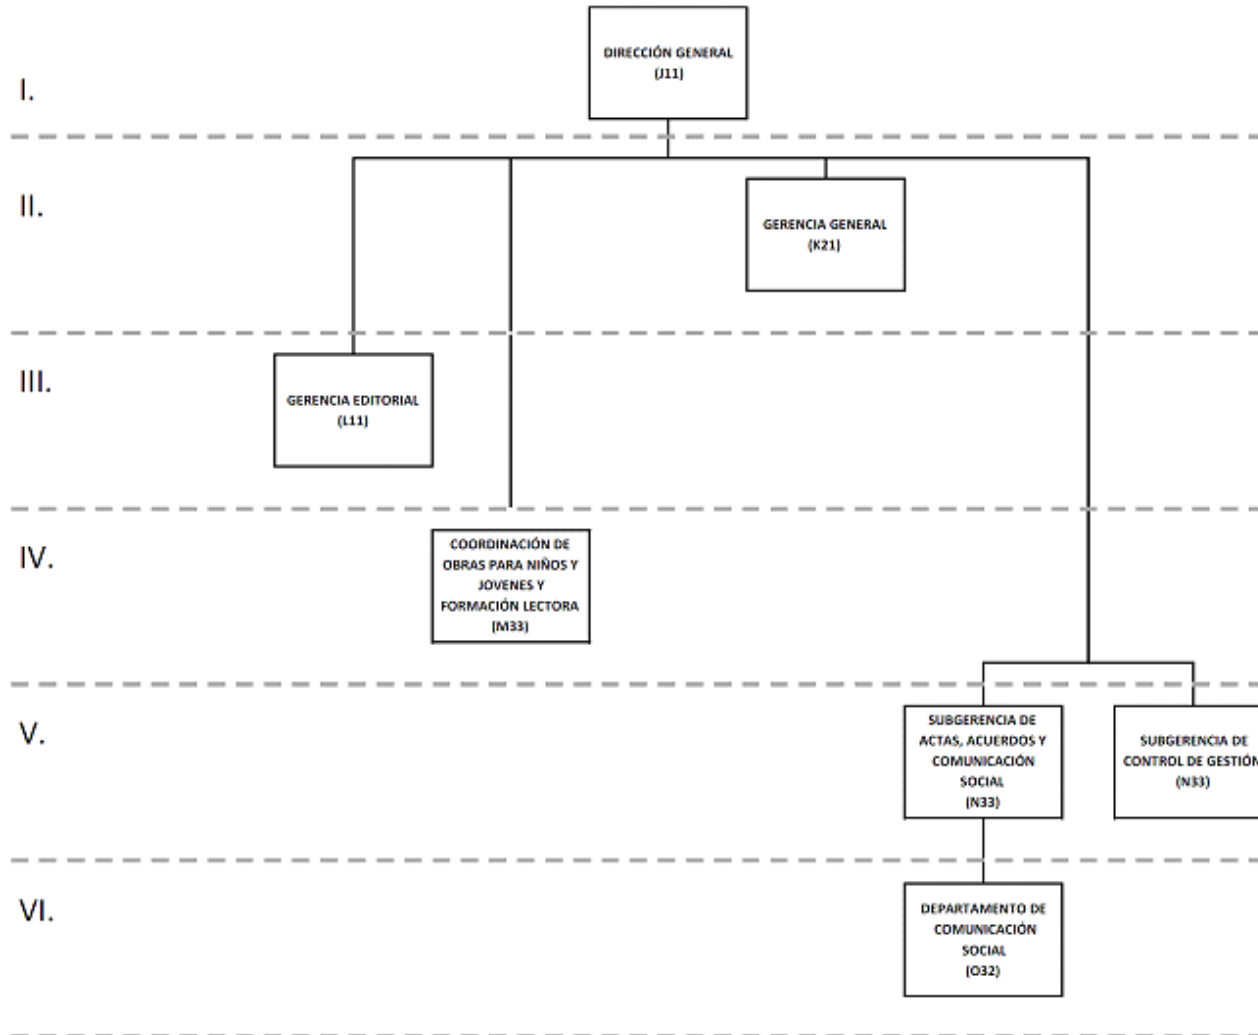 DIRECCIÓN GENERAL
(J11)
I.
II.
GERENCIA GENERAL
(K21)
III.
GERENCIA EDITORIAL
(L11)
IV.
COORDINACIÓN DE
OBRAS PARA NIÑOS Y
JOVENES Y
FORMACIÓN LECTORA
(M33)
V.
SUBGERENCIA DE
ACTAS, ACUERDOS Y
COMUNICACIÓN
SOCIAL
(N33)
SUBGERENCIA DE
CONTROL DE GESTIÓN
(N33)
VI.
DEPARTAMENTO DE
COMUNICACIÓN
SOCIAL
(O32)